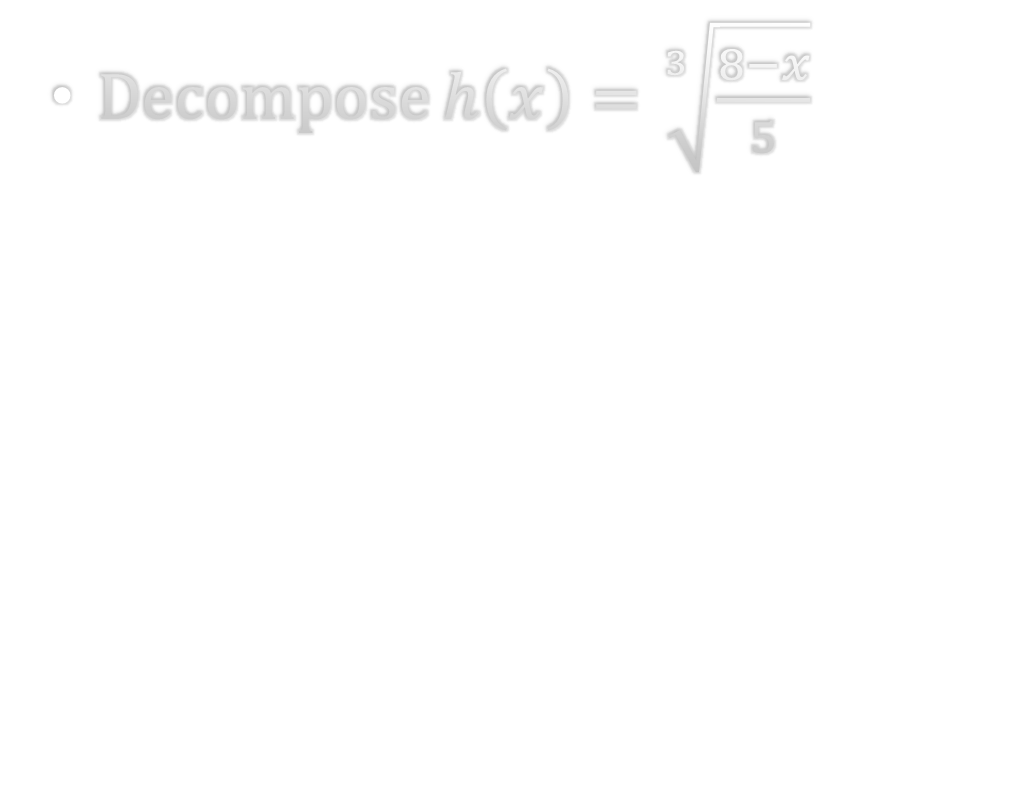 • Decompose h(x) = ∛((8−x)/5)